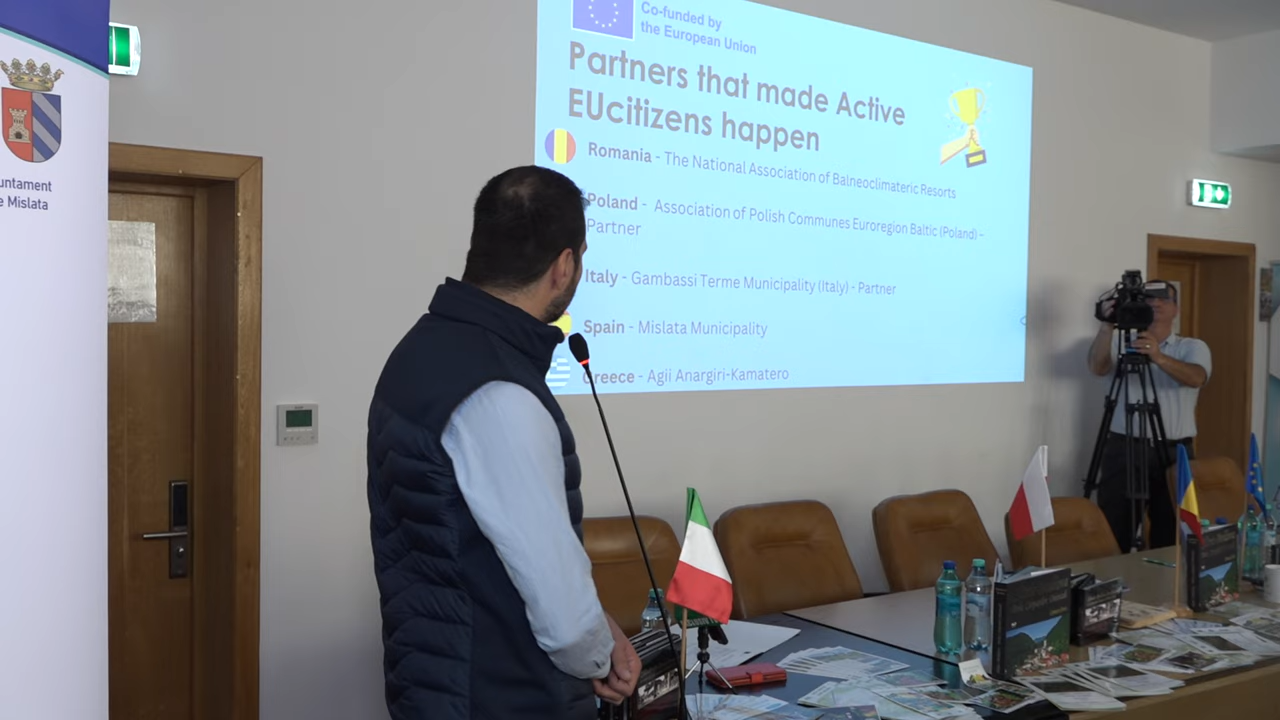 Co-funded by
the European Union
Partners that made Active
EUcitizens happen
Romania - The National Association of Balneoclimateric Resorts
Poland - Association of Polish Communes Euroregion Baltic (Poland) –
Partner
Italy - Gambassi Terme Municipality (Italy) - Partner
Spain - Mislata Municipality
Greece - Agii Anargiri-Kamatero
untament
e Mislata